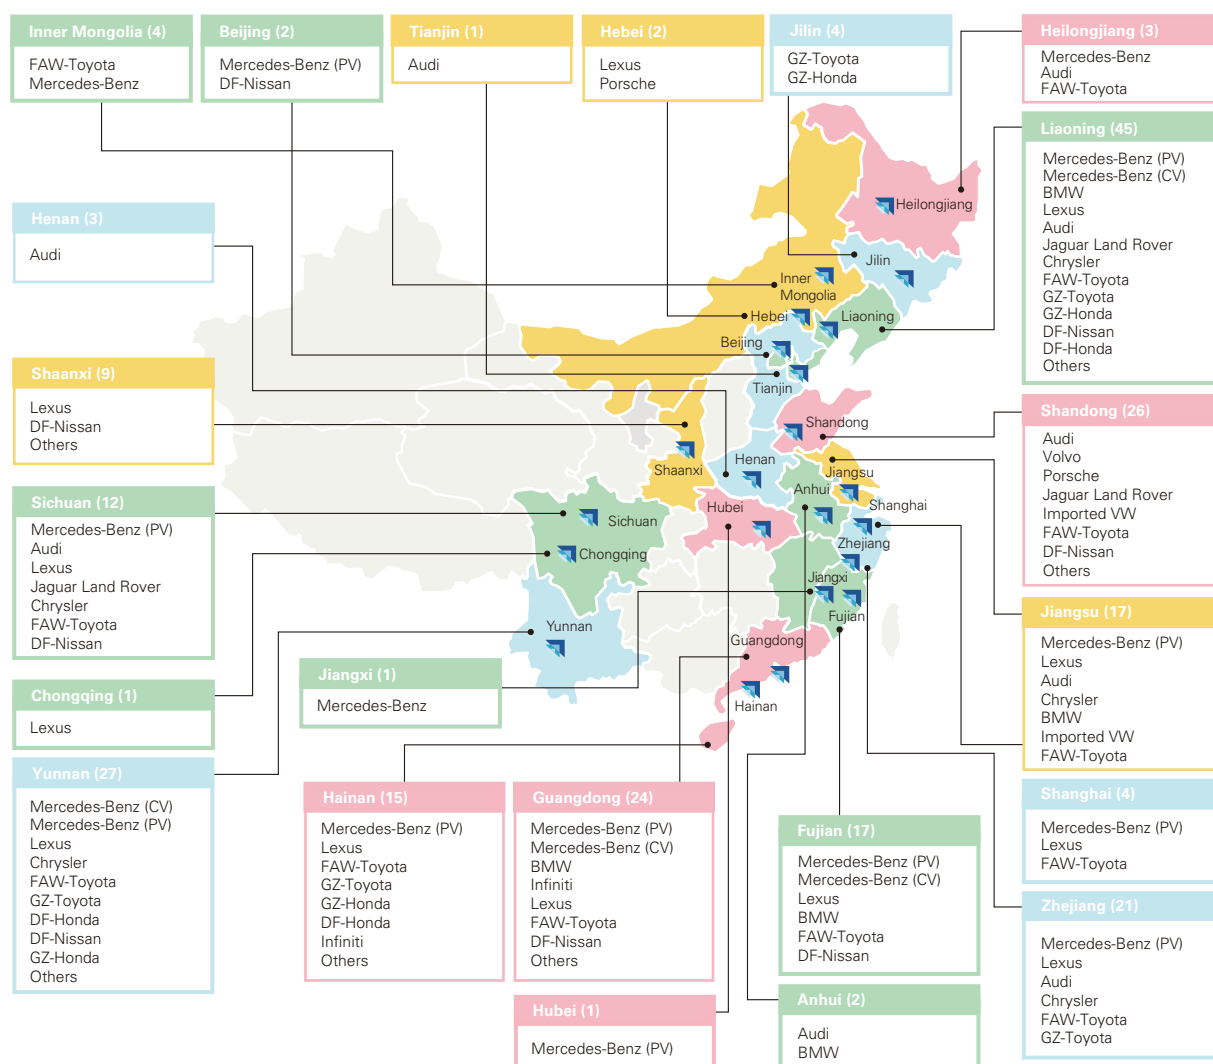 Inner Mongolia (4)
FAW-Toyota
Mercedes-Benz
Beijing (2)
Mercedes-Benz (PV)
DF-Nissan
Tianjin (1)
Audi
Hebei (2)
Lexus
Porsche
Jilin (4)
GZ-Toyota
GZ-Honda
Heilongjiang (3)
Mercedes-Benz
Audi
FAW-Toyota
Liaoning (45)
Mercedes-Benz (PV)
Mercedes-Benz (CV)
BMW
Lexus
Audi
Jaguar Land Rover
Chrysler
FAW-Toyota
GZ-Toyota
GZ-Honda
DF-Nissan
DF-Honda
Others
Henan (3)
Audi
Shaanxi (9)
Lexus
DF-Nissan
Others
Sichuan (12)
Mercedes-Benz (PV)
Audi
Lexus
Jaguar Land Rover
Chrysler
FAW-Toyota
DF-Nissan
Chongqing (1)
Lexus
Yunnan (27)
Mercedes-Benz (CV)
Mercedes-Benz (PV)
Lexus
Chrysler
FAW-Toyota
GZ-Toyota
DF-Honda
DF-Nissan
GZ-Honda
Others
Heilongjiang
Jilin
Inner
Mongolia
Hebei
Liaoning
Beijing
Tianjin
Shandong
Shaanxi
Henan
Jiangsu
Anhui
Shanghai
Hubei
Sichuan
Zhejiang
Chongqing
Jiangxi
Fujian
Yunnan
Guangdong
Hainan
Shandong (26)
Audi
Volvo
Porsche
Jaguar Land Rover
Imported VW
FAW-Toyota
DF-Nissan
Others
Jiangsu (17)
Mercedes-Benz (PV)
Lexus
Audi
Chrysler
BMW
Imported VW
FAW-Toyota
Shanghai (4)
Mercedes-Benz (PV)
Lexus
FAW-Toyota
Zhejiang (21)
Mercedes-Benz (PV)
Lexus
Audi
Chrysler
FAW-Toyota
GZ-Toyota
Jiangxi (1)
Mercedes-Benz
Hainan (15)
Mercedes-Benz (PV)
Lexus
FAW-Toyota
GZ-Toyota
GZ-Honda
DF-Honda
Infiniti
Others
Guangdong (24)
Mercedes-Benz (PV)
Mercedes-Benz (CV)
BMW
Infiniti
Lexus
FAW-Toyota
DF-Nissan
Others
Fujian (17)
Mercedes-Benz (PV)
Mercedes-Benz (CV)
Lexus
BMW
FAW-Toyota
DF-Nissan
Hubei (1)
Mercedes-Benz (PV)
Anhui (2)
Audi
BMW